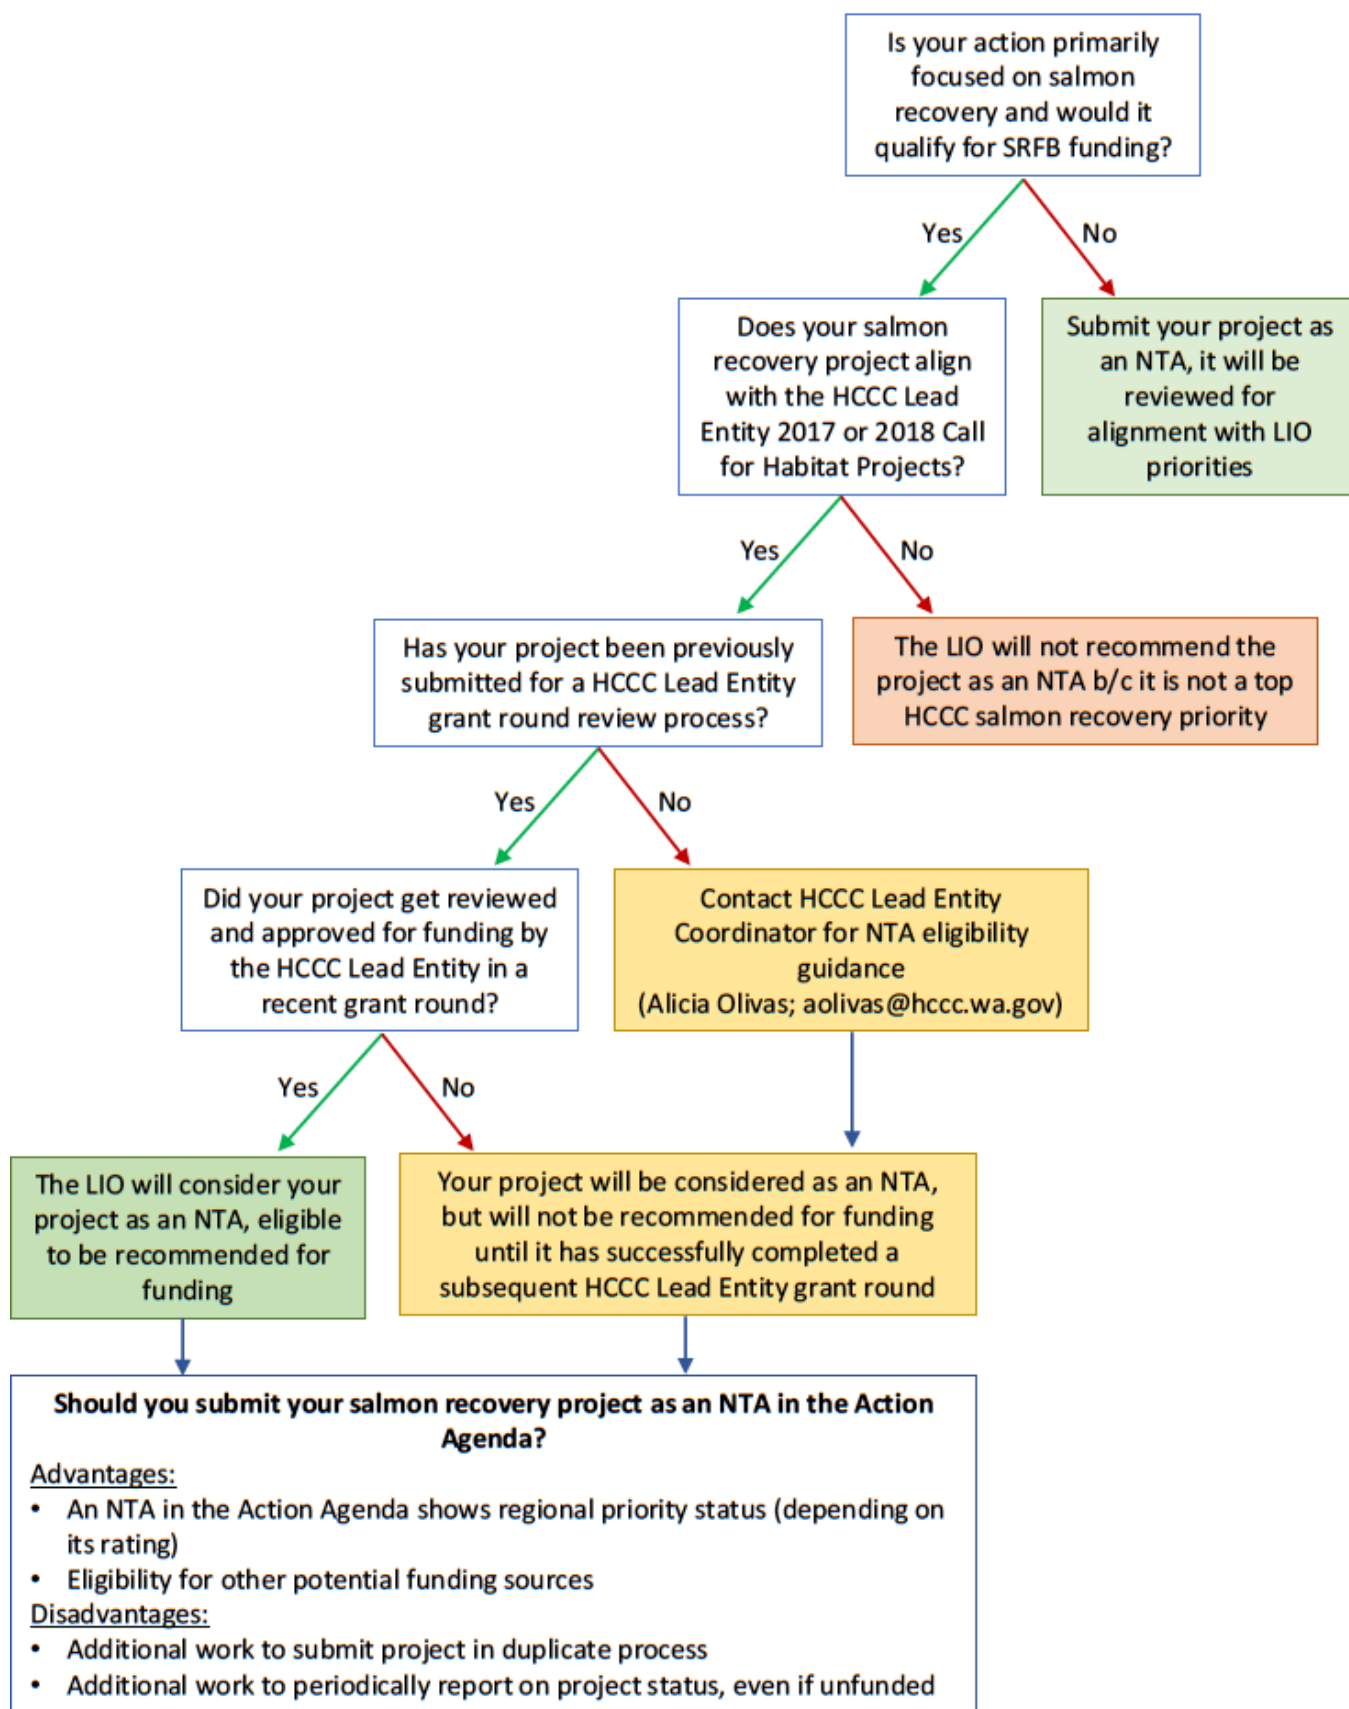 Is your action primarily
focused on salmon
recovery and would it
qualify for SRFB funding?
Yes
No
Does your salmon
recovery project align
with the HCCC Lead
Entity 2017 or 2018 Call
for Habitat Projects?
Submit your project as
an NTA, it will be
reviewed for
alignment with LIO
priorities
Yes
No
Has your project been previously
submitted for a HCCC Lead Entity
grant round review process?
The LIO will not recommend the
project as an NTA b/c it is not a top
HCCC salmon recovery priority
Yes
No
Did your project get reviewed
and approved for funding by
the HCCC Lead Entity in a
recent grant round?
Contact HCCC Lead Entity
Coordinator for NTA eligibility
guidance
(Alicia Olivas; aolivas@hccc.wa.gov)
Yes
No
The LIO will consider your
project as an NTA, eligible
to be recommended for
funding
Your project will be considered as an NTA,
but will not be recommended for funding
until it has successfully completed a
subsequent HCCC Lead Entity grant round
Should you submit your salmon recovery project as an NTA in the Action
Agenda?
Advantages:
• An NTA in the Action Agenda shows regional priority status (depending on
its rating)
• Eligibility for other potential funding sources
Disadvantages:
• Additional work to submit project in duplicate process
• Additional work to periodically report on project status, even if unfunded